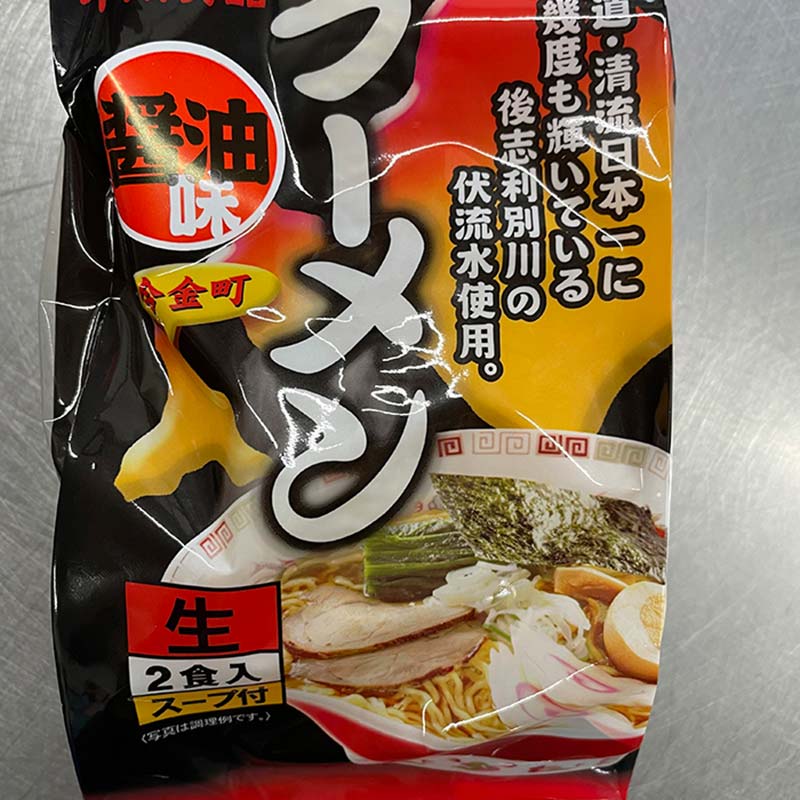 ラーメン
道・清流日本一に
幾度も輝いている
後志利別川の
伏流水使用。
醤油
味
今金町
生
2食入
スープ付
〈写真は調理例です。〉